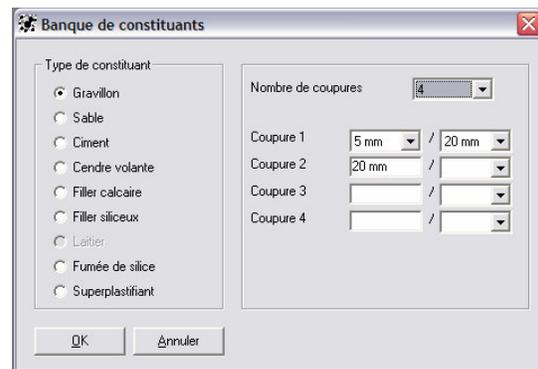 Banque de constituants
Type de constituant
Gravillon
Sable
Ciment
Cendre volante
Filler calcaire
Filler siliceux
Laitier
Fumée de silice
Superplastifiant
Nombre de coupures 4
Coupure 1 5 mm / 20 mm
Coupure 2 20 mm /
Coupure 3 /
Coupure 4 /
OK Annuler